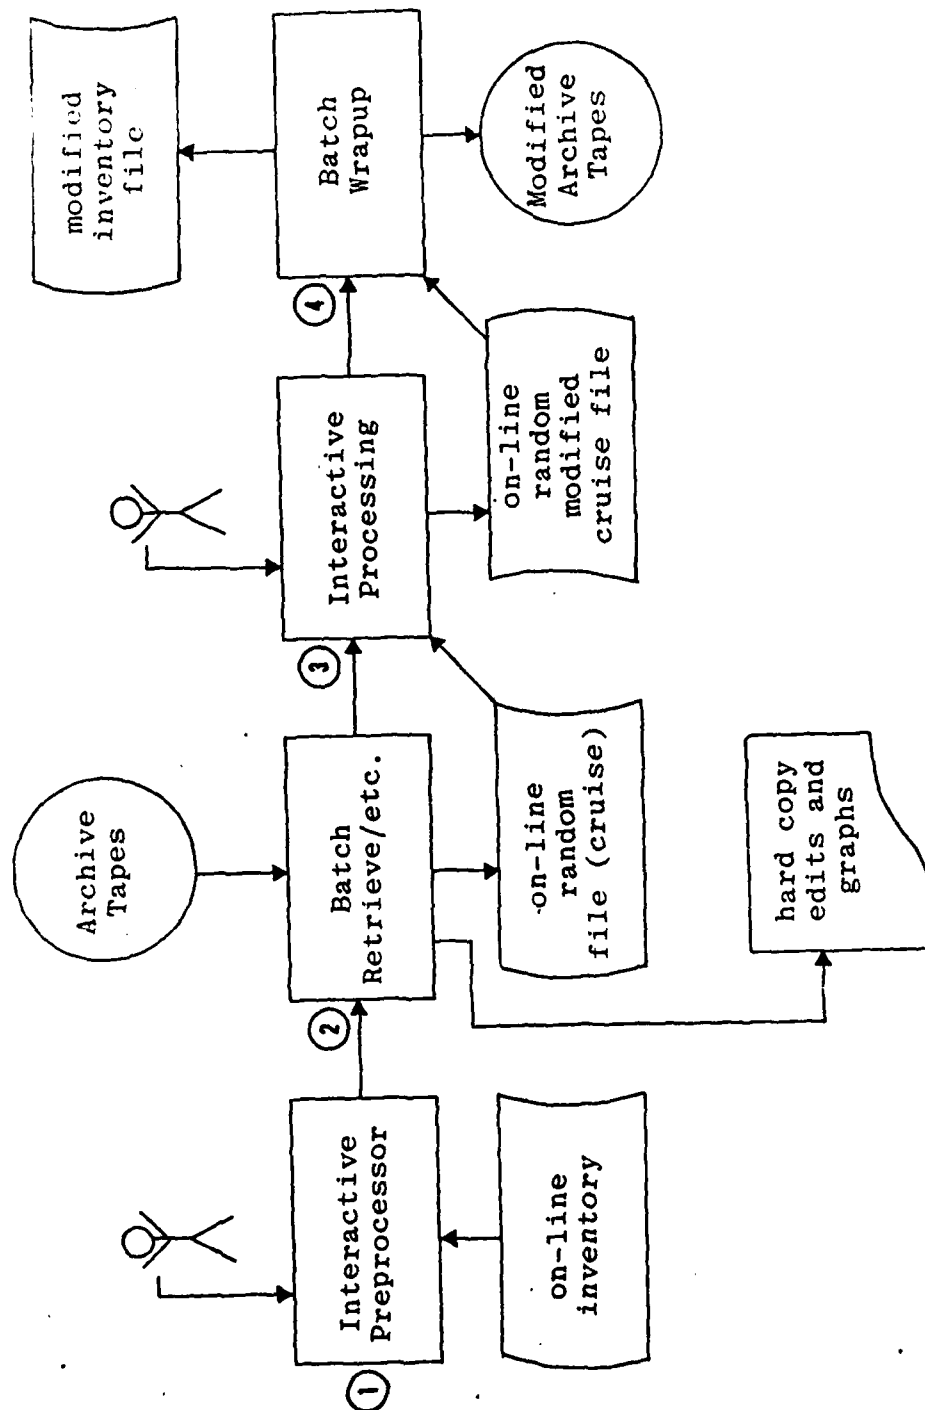 1
Interactive
Preprocessor
on-line
inventory
2
Archive
Tapes
Batch
Retrieve/etc.
on-line
random
file (cruise)
hard copy
edits and
graphs
3
Interactive
Processing
on-line
random
modified
cruise file
4
modified
inventory
file
Batch
Wrapup
Modified
Archive
Tapes